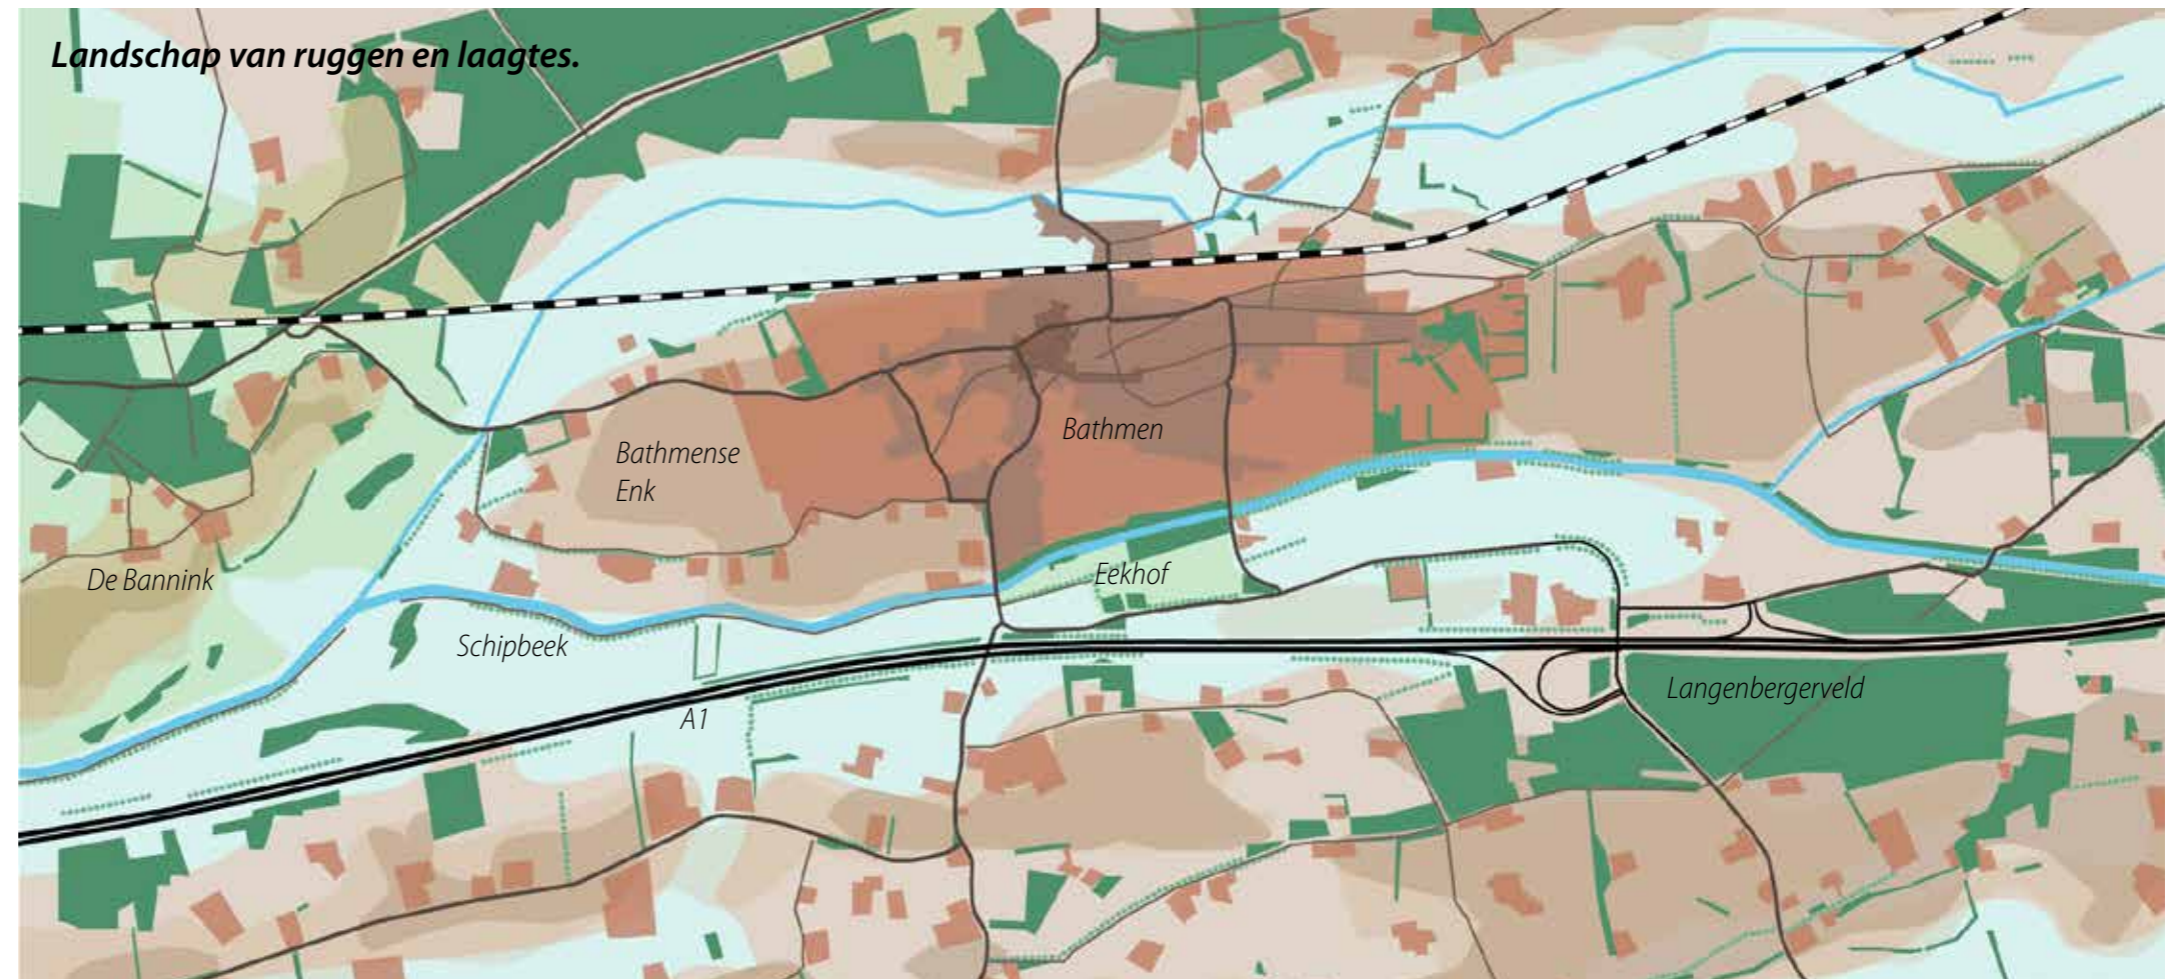 Landschap van ruggen en laagtes.
Bathmen
Bathmense
Enk
De Bannink
Eekhof
Schipbeek
Langenbergerveld
A1